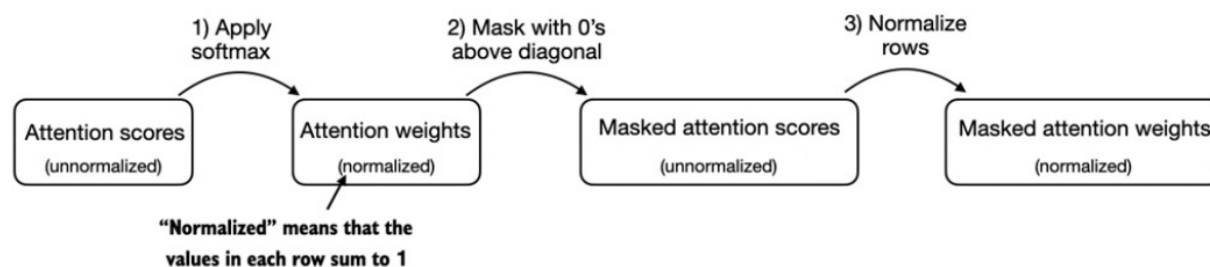 1) Apply
softmax
2) Mask with 0's
above diagonal
3) Normalize
rows
Attention scores
(unnormalized)
Attention weights
(normalized)
Masked attention scores
(unnormalized)
Masked attention weights
(normalized)
“Normalized” means that the
values in each row sum to 1